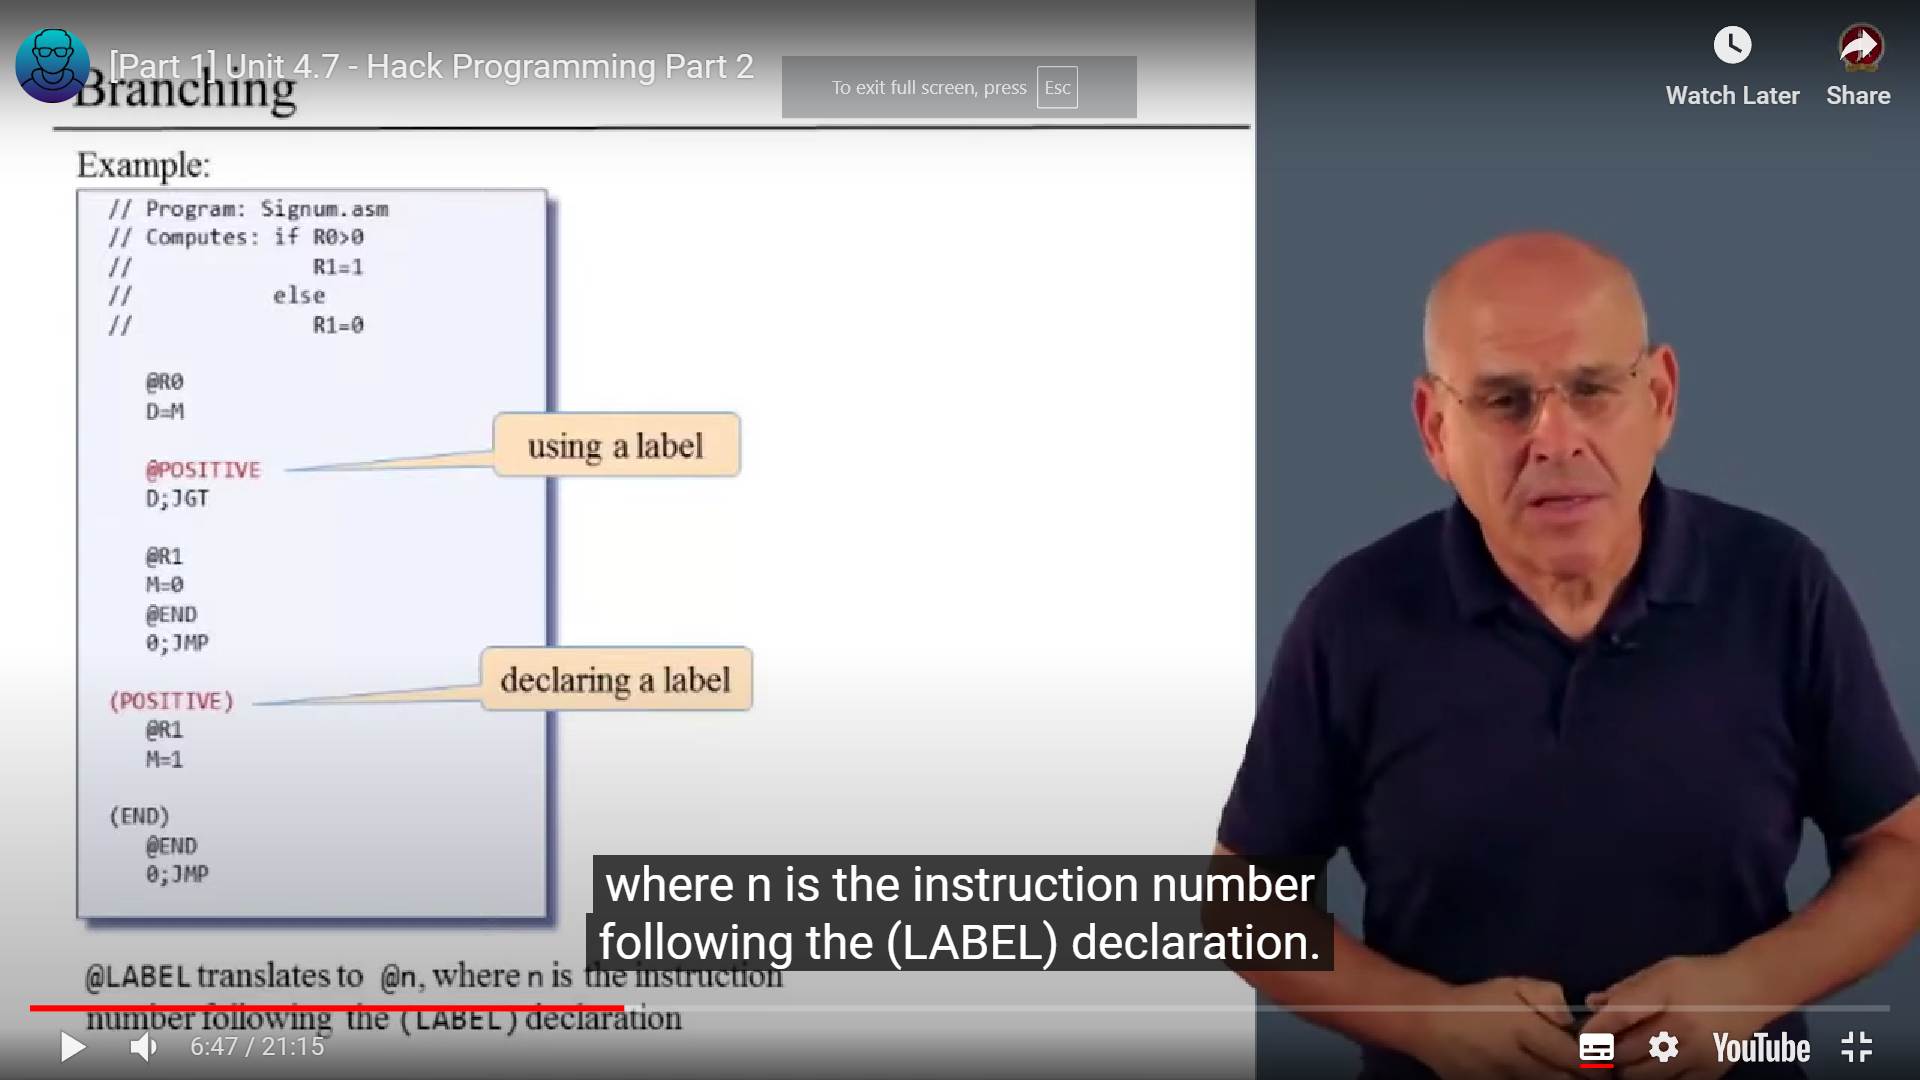 [Part 1] Unit 4.7 - Hack Programming Part 2
To exit full screen, press Esc
Watch Later
Share
Branching
Example:
// Program: Signum.asm
// Computes: if R0>0
// R1=1
// else
// R1=0
@R0
D=M
@POSITIVE
D;JGT
@R1
M=0
@END
0;JMP
(POSITIVE)
@R1
M=1
(END)
@END
0;JMP
using a label
declaring a label
where n is the instruction number
following the (LABEL) declaration.
@LABEL translates to @n, where n is the instruction
number following the (LABEL) declaration
6:47 / 21:15
YouTube